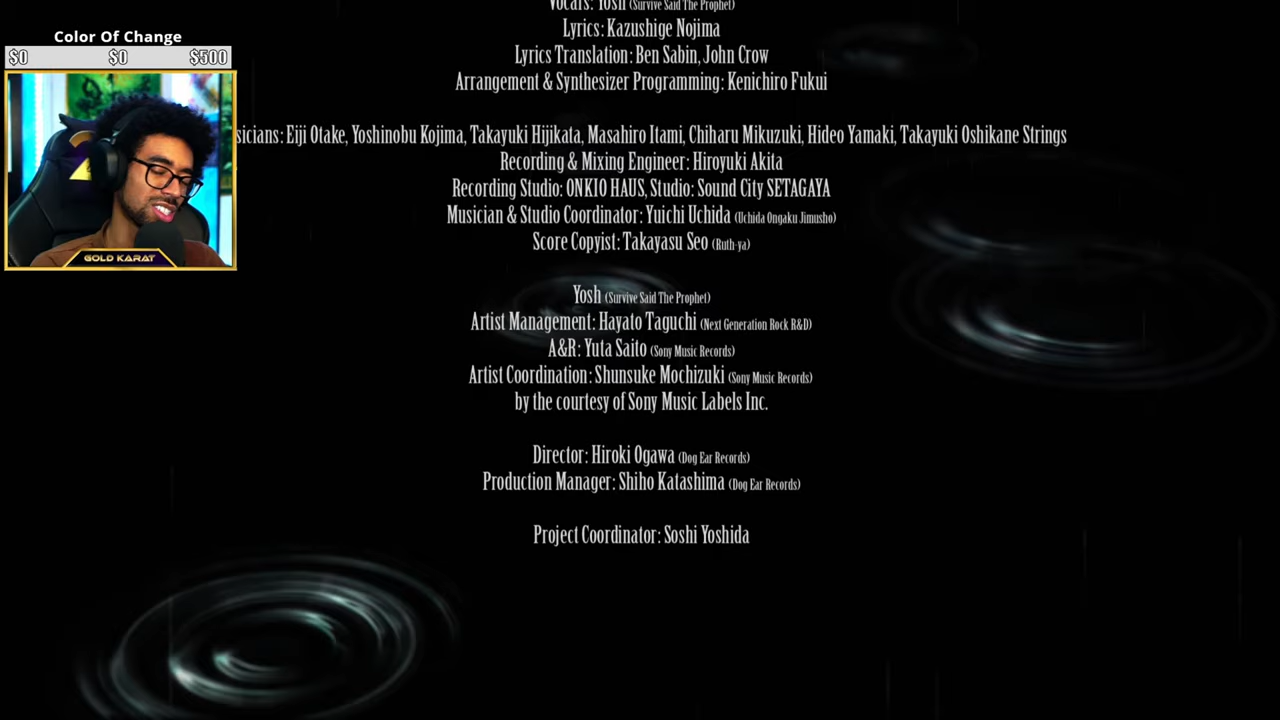 Color Of Change
$0 $0 $500
GOLD KARAT
Vocals: Yosh (Survive Said The Prophet)
Lyrics: Kazushige Nojima
Lyrics Translation: Ben Sabin, John Crow
Arrangement & Synthesizer Programming: Kenichiro Fukui
sicians: Eiji Otake, Yoshinobu Kojima, Takayuki Hijikata, Masahiro Itami, Chiharu Mikuzuki, Hideo Yamaki, Takayuki Oshikane Strings
Recording & Mixing Engineer: Hiroyuki Akita
Recording Studio: ONKIO HAUS, Studio: Sound City SETAGAYA
Musician & Studio Coordinator: Yuichi Uchida (Uchida Ongaku Jimusho)
Score Copyist: Takayasu Seo (Ruth-ya)
Yosh (Survive Said The Prophet)
Artist Management: Hayato Taguchi (Next Generation Rock R&D)
A&R: Yuta Saito (Sony Music Records)
Artist Coordination: Shunsuke Mochizuki (Sony Music Records)
by the courtesy of Sony Music Labels Inc.
Director: Hiroki Ogawa (Dog Ear Records)
Production Manager: Shiho Katashima (Dog Ear Records)
Project Coordinator: Soshi Yoshida